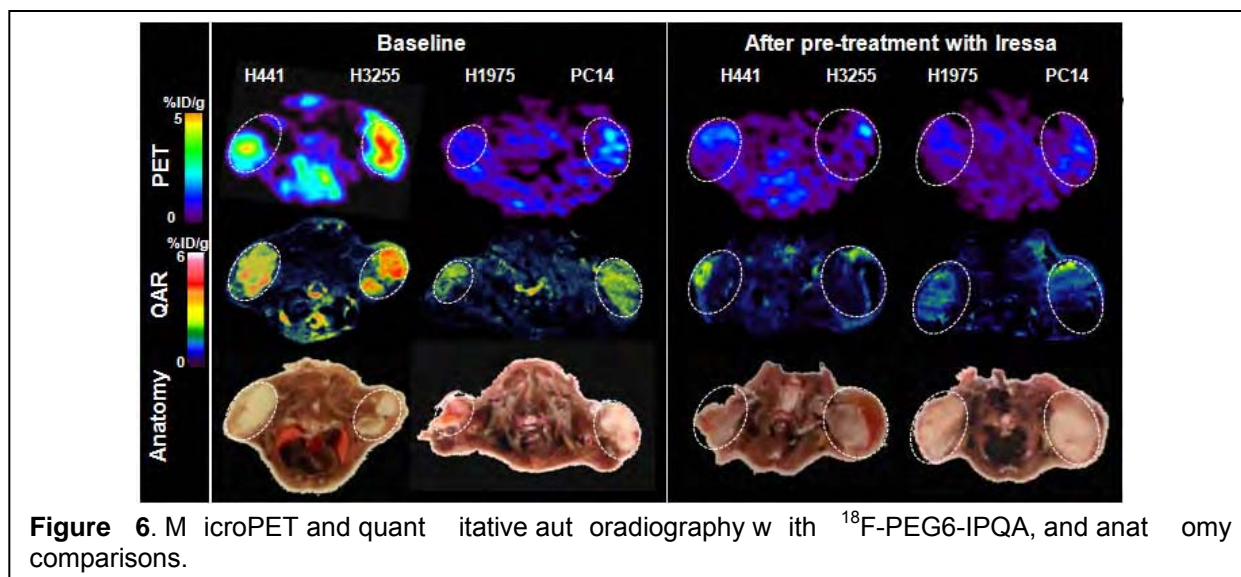 Baseline After pre-treatment with Iressa
H441 H3255 H1975 PC14 H441 H3255 H1975 PC14
%ID/g
5
PET
0
%ID/g
6
QAR
0
Anatomy
Figure 6. M icroPET and quant itative aut oradiography w ith 18F-PEG6-IPQA, and anat omy
comparisons.